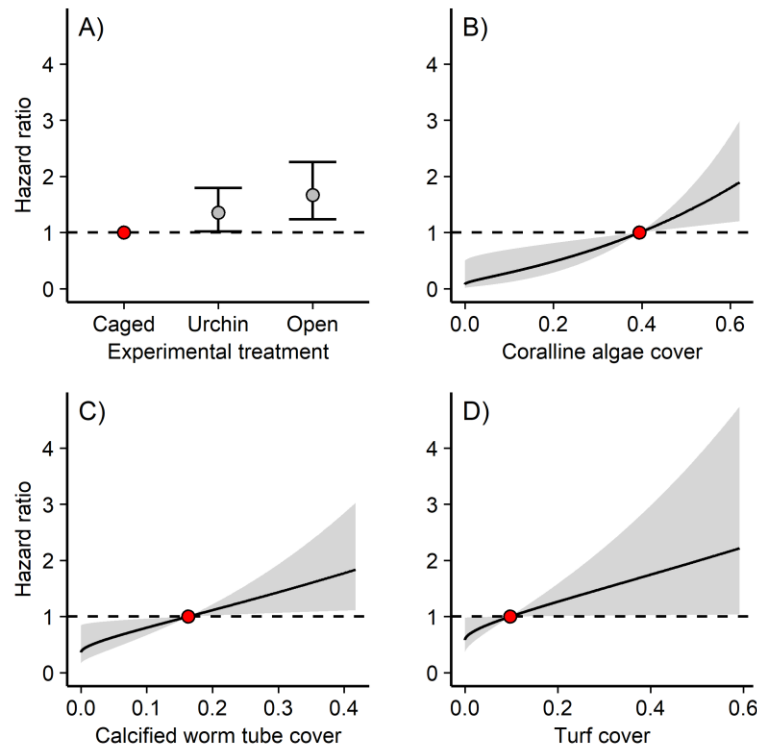 A)
Hazard ratio
4
3
2
1
0
Caged Urchin Open
Experimental treatment
B)
4
3
2
1
0
0.0 0.2 0.4 0.6
Coralline algae cover
C)
Hazard ratio
4
3
2
1
0
0.0 0.1 0.2 0.3 0.4
Calcified worm tube cover
D)
4
3
2
1
0
0.0 0.2 0.4 0.6
Turf cover